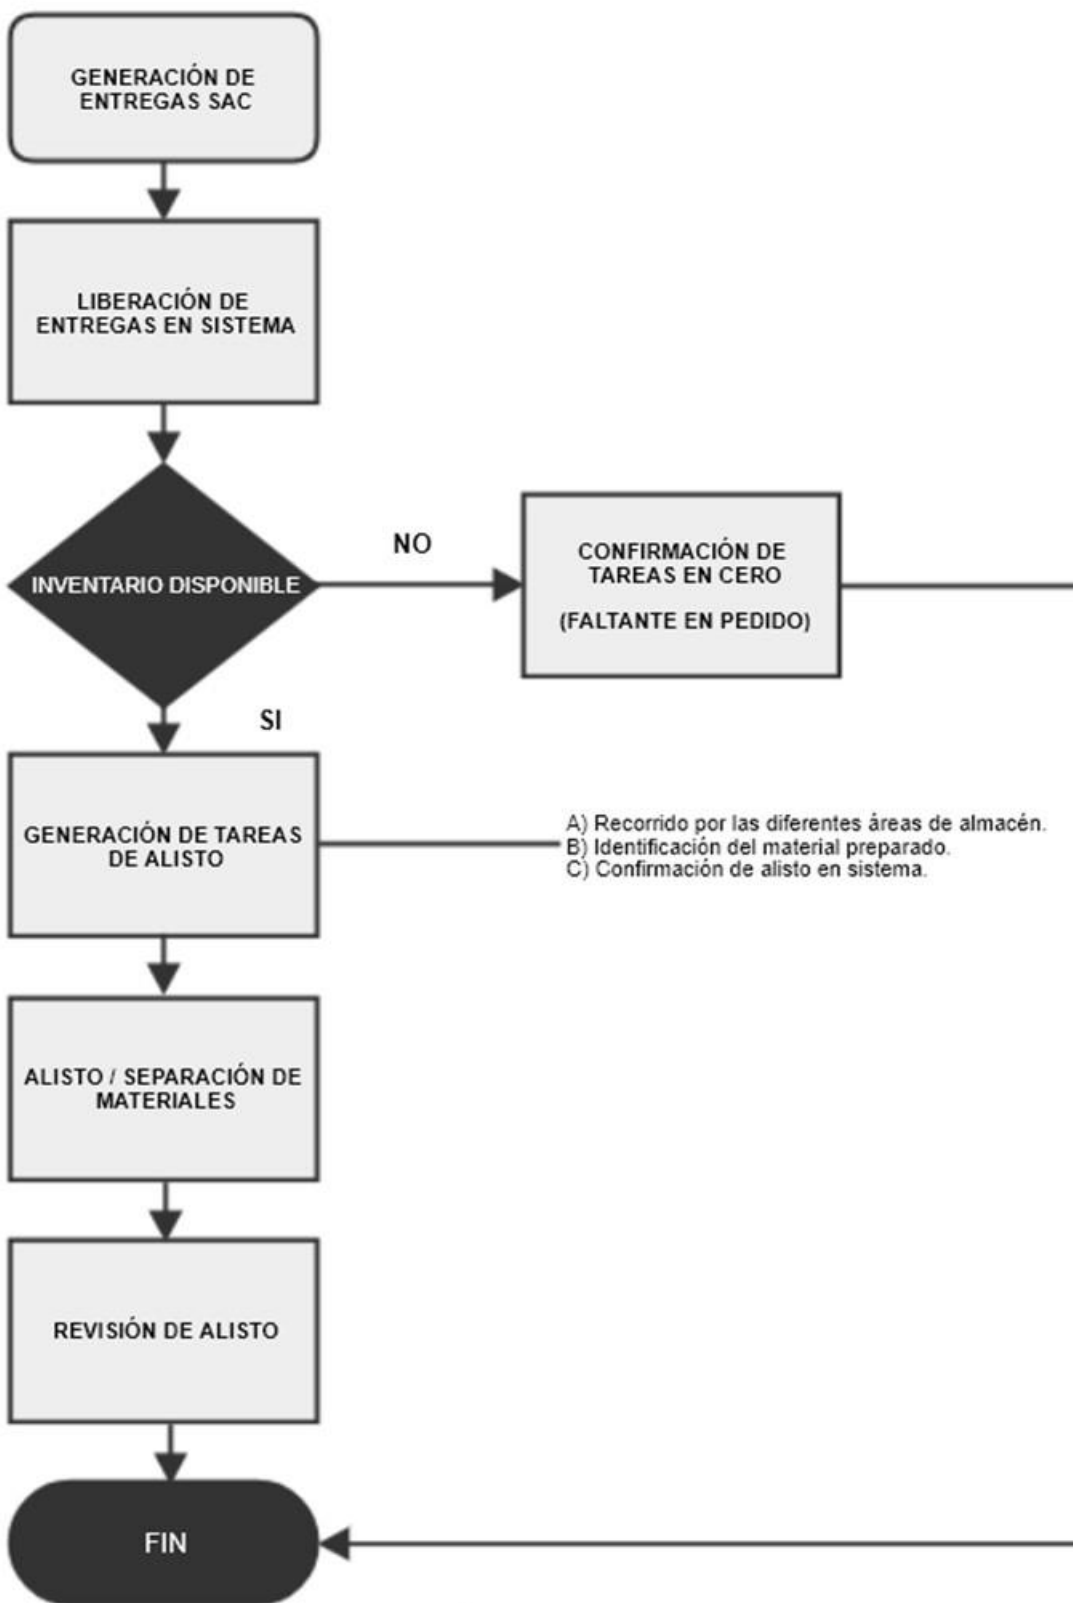 GENERACIÓN DE
ENTREGAS SAC
LIBERACIÓN DE
ENTREGAS EN SISTEMA
INVENTARIO DISPONIBLE
NO
CONFIRMACIÓN DE
TAREAS EN CERO
(FALTANTE EN PEDIDO)
SI
GENERACIÓN DE TAREAS
DE ALISTO
A) Recorrido por las diferentes áreas de almacén.
B) Identificación del material preparado.
C) Confirmación de alisto en sistema.
ALISTO / SEPARACIÓN DE
MATERIALES
REVISIÓN DE ALISTO
FIN